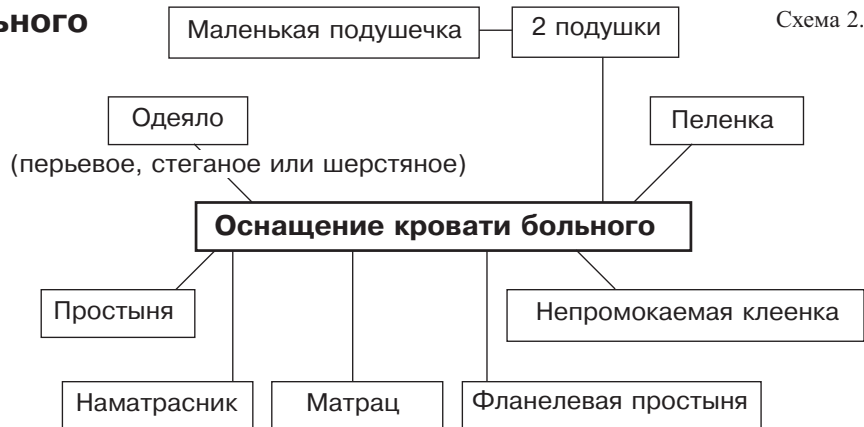 ьного
Схема 2.
Маленькая подушечка
2 подушки
Одеяло
Пеленка
(перьевое, стеганое или шерстяное)
Оснащение кровати больного
Простыня
Непромокаемая клеенка
Наматрасник
Матрац
Фланелевая простыня